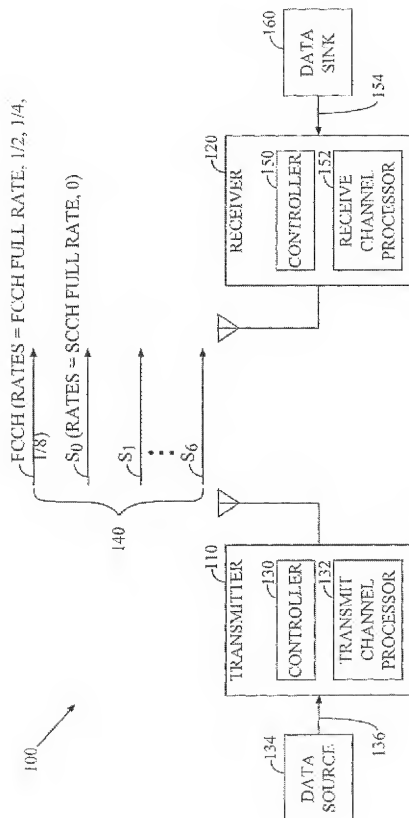 100
FCCH (RATES = FCCH FULL RATE, 1/2, 1/4,
1/8)
S0 (RATES = SCCH FULL RATE, 0)
S1
S6
140
110
TRANSMITTER
130
CONTROLLER
132
TRANSMIT
CHANNEL
PROCESSOR
134
DATA
SOURCE
136
120
RECEIVER
150
CONTROLLER
152
RECEIVE
CHANNEL
PROCESSOR
160
DATA
SINK
154